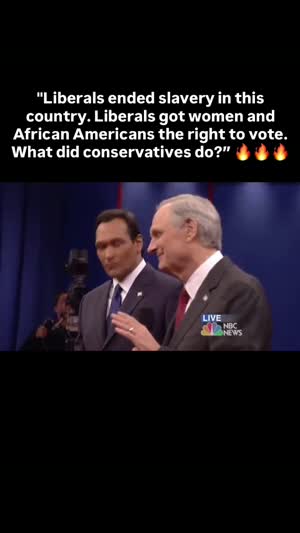 "Liberals ended slavery in this
country. Liberals got women and
African Americans the right to vote.
What did conservatives do?” 🔥🔥🔥
LIVE
NBC
NEWS